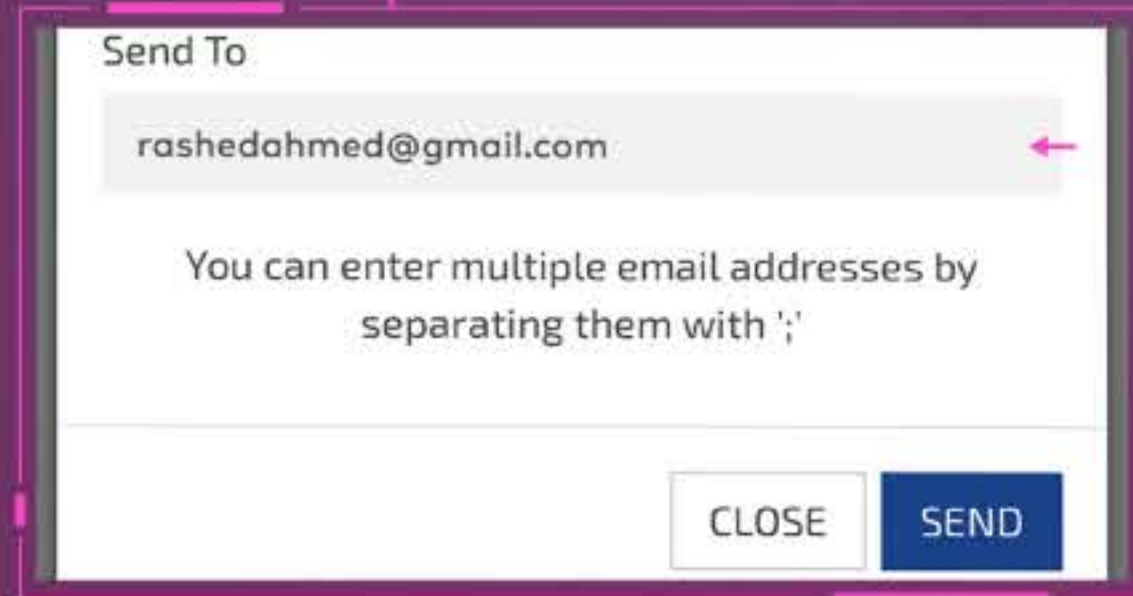 Send To
rashedahmed@gmail.com
You can enter multiple email addresses by
separating them with ';'
CLOSE
SEND